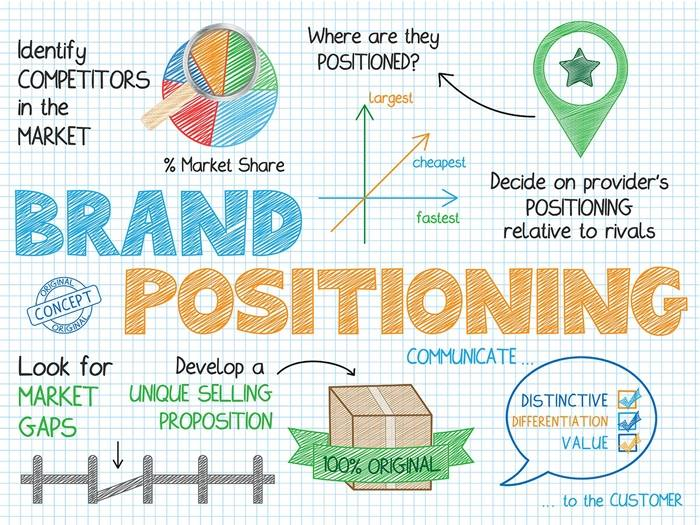 Identify
COMPETITORS
in the
MARKET
% Market Share
Where are they
POSITIONED?
largest
cheapest
fastest
Decide on provider's
POSITIONING
relative to rivals
BRAND
POSITIONING
ORIGINAL
CONCEPT
ORIGINAL
Look for
MARKET
GAPS
Develop a
UNIQUE SELLING
PROPOSITION
100% ORIGINAL
COMMUNICATE ...
DISTINCTIVE
DIFFERENTIATION
VALUE
... to the CUSTOMER